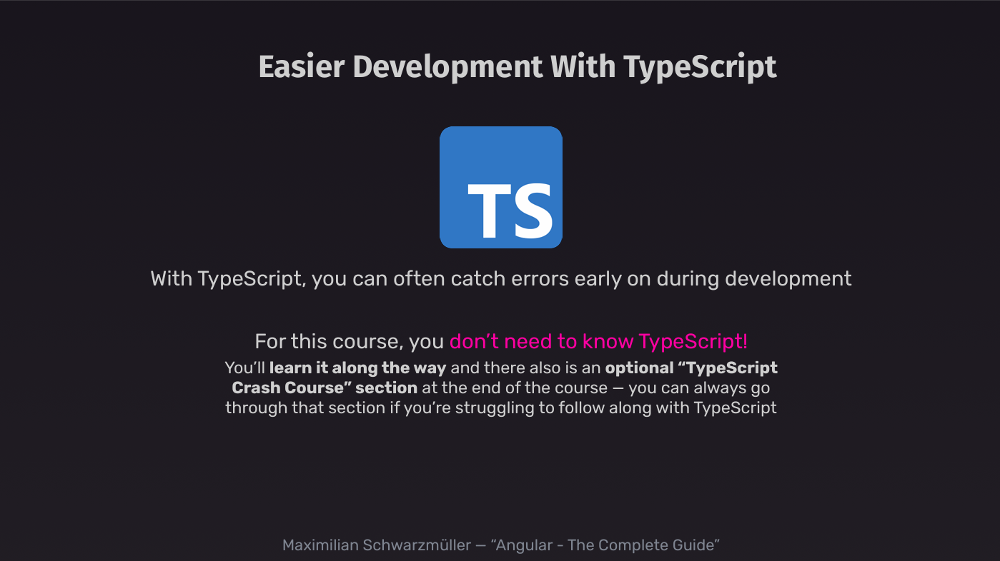 Easier Development With TypeScript
TS
With TypeScript, you can often catch errors early on during development
For this course, you don’t need to know TypeScript!
You’ll learn it along the way and there also is an optional “TypeScript
Crash Course” section at the end of the course — you can always go
through that section if you’re struggling to follow along with TypeScript
Maximilian Schwarzmüller — “Angular - The Complete Guide”